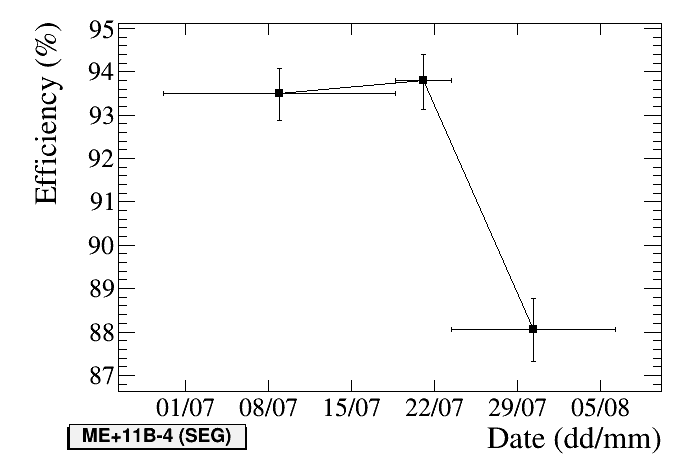 Efficiency (%)
95
94
93
92
91
90
89
88
87
01/07 08/07 15/07 22/07 29/07 05/08
Date (dd/mm)
ME+11B-4 (SEG)